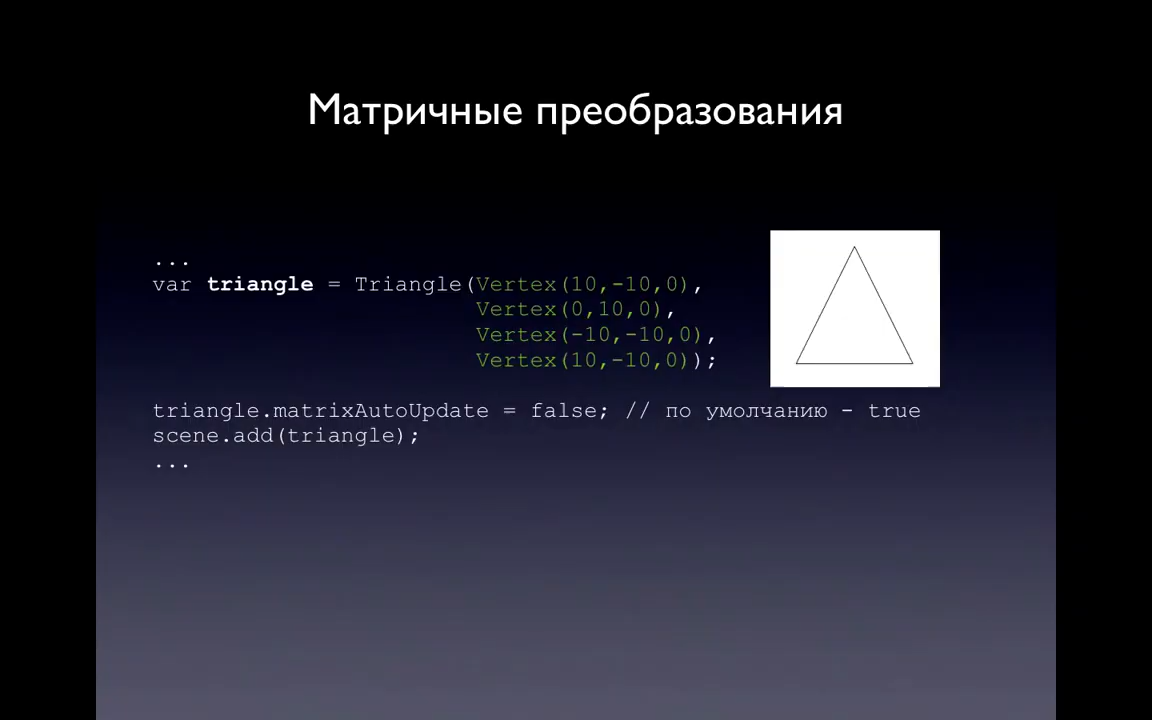 Матричные преобразования
...
var triangle = Triangle(Vertex(10,-10,0),
Vertex(0,10,0),
Vertex(-10,-10,0),
Vertex(10,-10,0));
triangle.matrixAutoUpdate = false; // по умолчанию - true
scene.add(triangle);
...